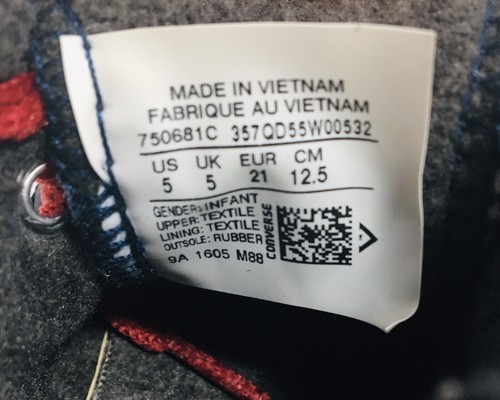 MADE IN VIETNAM
FABRIQUE AU VIETNAM
750681C 357QD55W00532
US UK EUR CM
5 5 21 12.5
GENDER: INFANT
UPPER: TEXTILE
LINING: TEXTILE
OUTSOLE: RUBBER
9A 1605 M88
CONVERSE